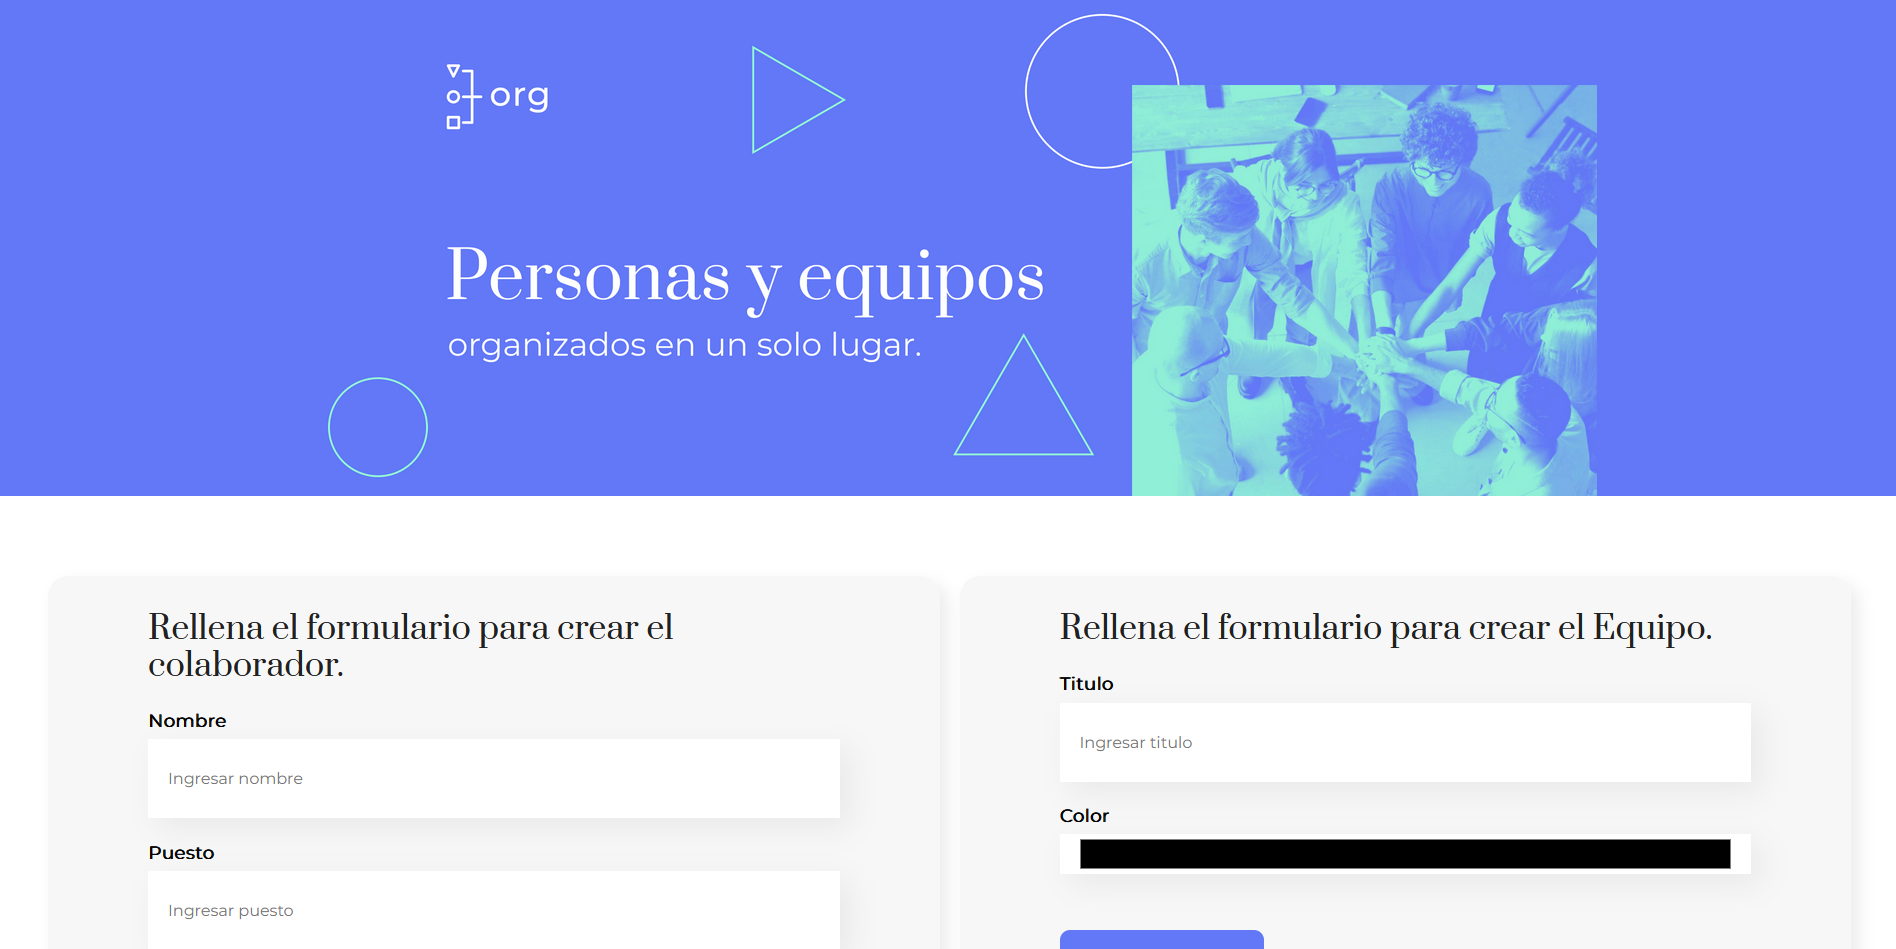 org
Personas y equipos
organizados en un solo lugar.
Rellena el formulario para crear el
colaborador.
Nombre
Ingresar nombre
Puesto
Ingresar puesto
Rellena el formulario para crear el Equipo.
Titulo
Ingresar titulo
Color